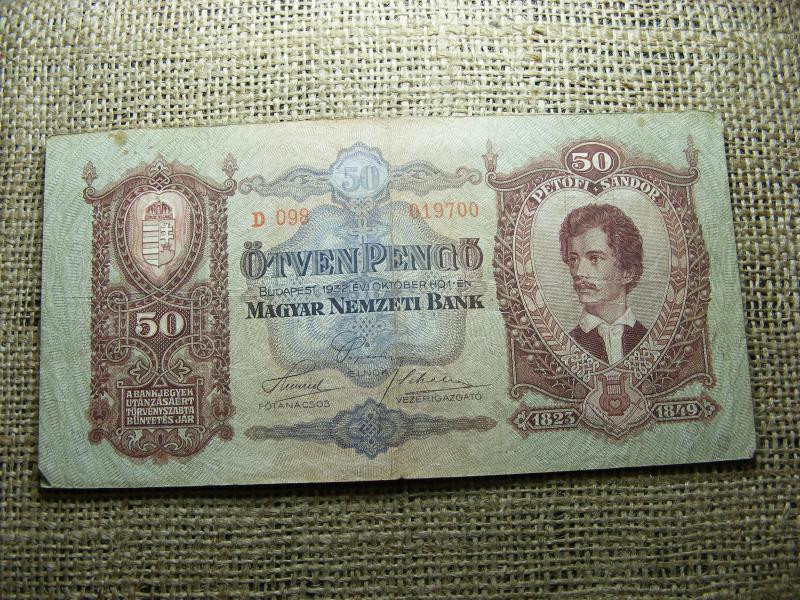 50
D 098 019700
ÖTVEN PENGŐ
BUDAPEST, 1932. ÉVI OKTÓBER HÓ 1-ÉN
MAGYAR NEMZETI BANK
ELNÖK
FŐTANÁCSOS VEZÉRIGAZGATÓ
50
A BANKJEGYEK
UTÁNZÁSÁÉRT
TÖRVÉNYSZABTA
BÜNTETÉS JÁR
50
PETŐFI SÁNDOR
1823 1849